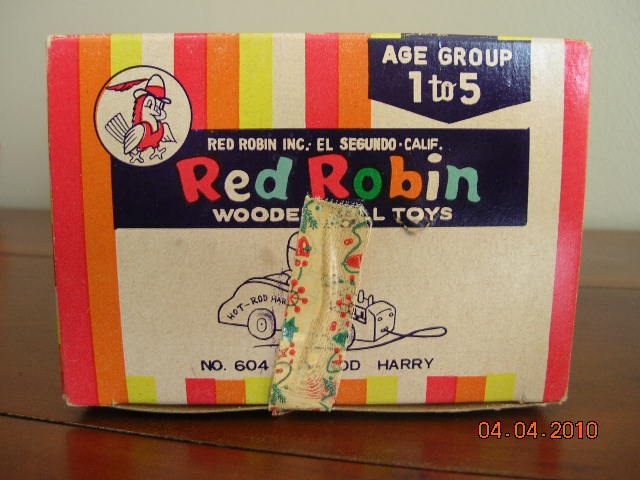 AGE GROUP
1 to 5
RED ROBIN INC. · EL SEGUNDO · CALIF.
Red Robin
WOODE L TOYS
HOT-ROD HAR
NO. 604 OD HARRY
04.04.2010